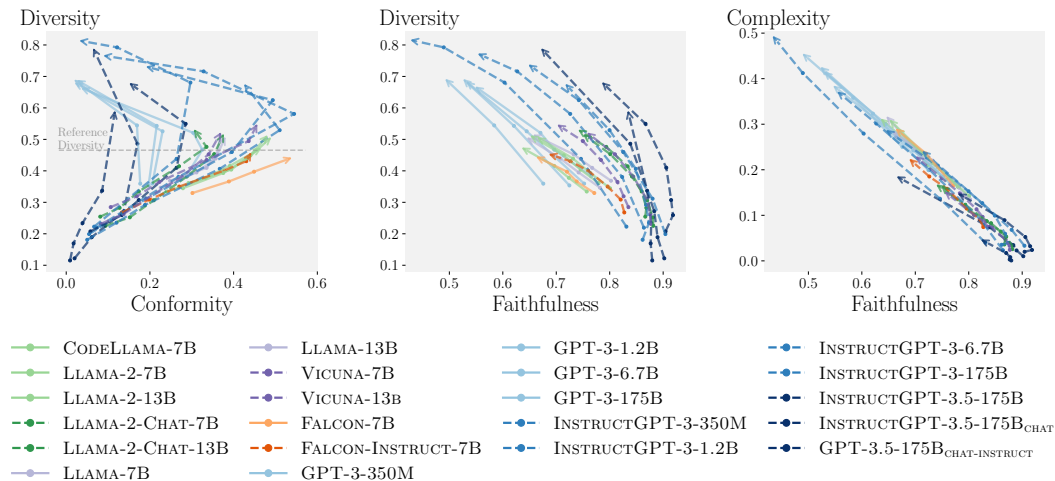 Diversity
0.8
0.7
0.6
0.5
0.4
0.3
0.2
0.1
Reference
Diversity
0.0
0.2
0.4
0.6
Conformity
Diversity
0.8
0.7
0.6
0.5
0.4
0.3
0.2
0.1
0.5
0.6
0.7
0.8
0.9
Faithfulness
Complexity
0.5
0.4
0.3
0.2
0.1
0.0
0.5
0.6
0.7
0.8
0.9
Faithfulness
CodeLlama-7B
Llama-2-7B
Llama-2-13B
Llama-2-Chat-7B
Llama-2-Chat-13B
Llama-7B
Llama-13B
Vicuna-7B
Vicuna-13b
Falcon-7B
Falcon-Instruct-7B
GPT-3-350M
GPT-3-1.2B
GPT-3-6.7B
GPT-3-175B
InstructGPT-3-350M
InstructGPT-3-1.2B
InstructGPT-3-6.7B
InstructGPT-3-175B
InstructGPT-3.5-175B
InstructGPT-3.5-175B CHAT
GPT-3.5-175B CHAT-INSTRUCT